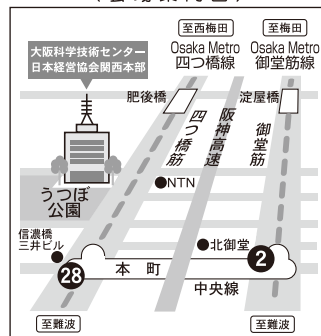 至西梅田
至梅田
Osaka Metro
四つ橋線
Osaka Metro
御堂筋線
大阪科学技術センター
日本経営協会関西本部
肥後橋
淀屋橋
四つ橋筋
阪神高速
御堂筋
うつぼ
公園
NTN
信濃橋
三井ビル
北御堂
28
本町
2
中央線
至難波
至難波